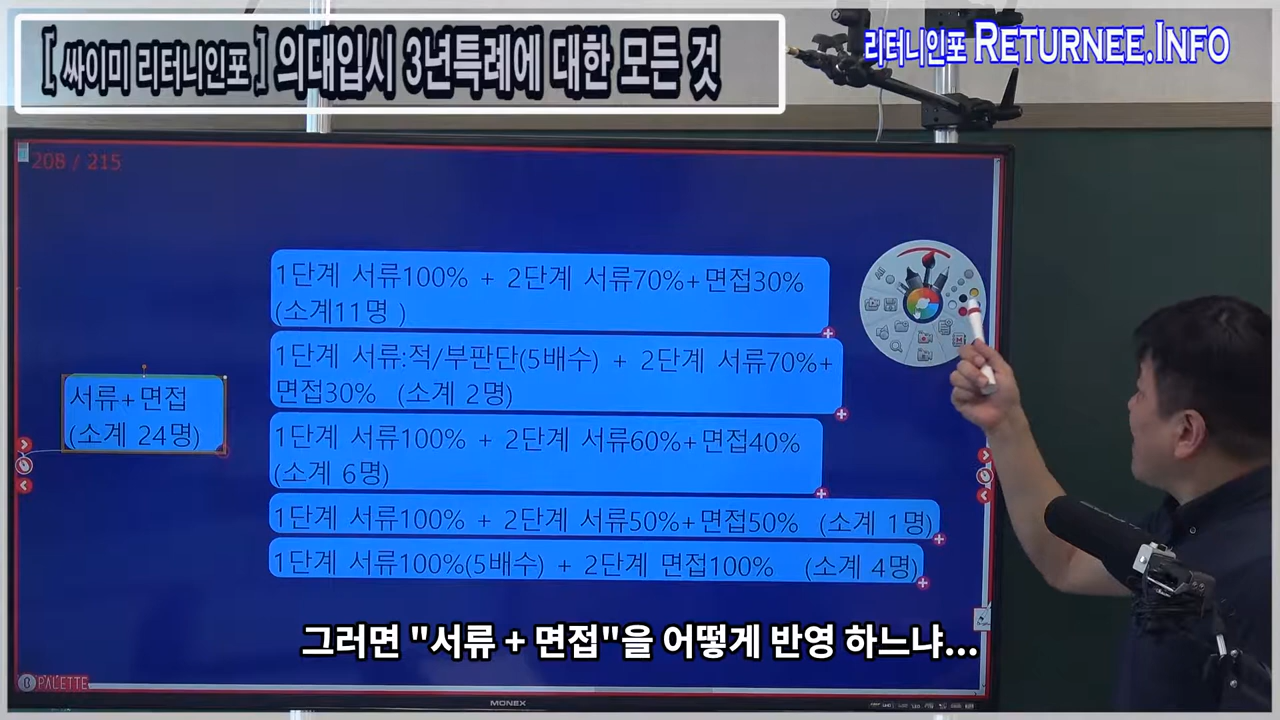 [ 싸이미 리터니인포 ] 의대입시 3년특례에 대한 모든 것
리터니인포 RETURNEE.INFO
208 / 215
1단계 서류100% + 2단계 서류70%+면접30%
(소계11명 )
1단계 서류:적/부판단(5배수) + 2단계 서류70%+
면접30% (소계 2명)
서류+면접
(소계 24명)
1단계 서류100% + 2단계 서류60%+면접40%
(소계 6명)
1단계 서류100% + 2단계 서류50%+면접50% (소계 1명)
1단계 서류100%(5배수) + 2단계 면접100% (소계 4명)
그러면 "서류 + 면접"을 어떻게 반영 하느냐...
PALETTE
MONEX